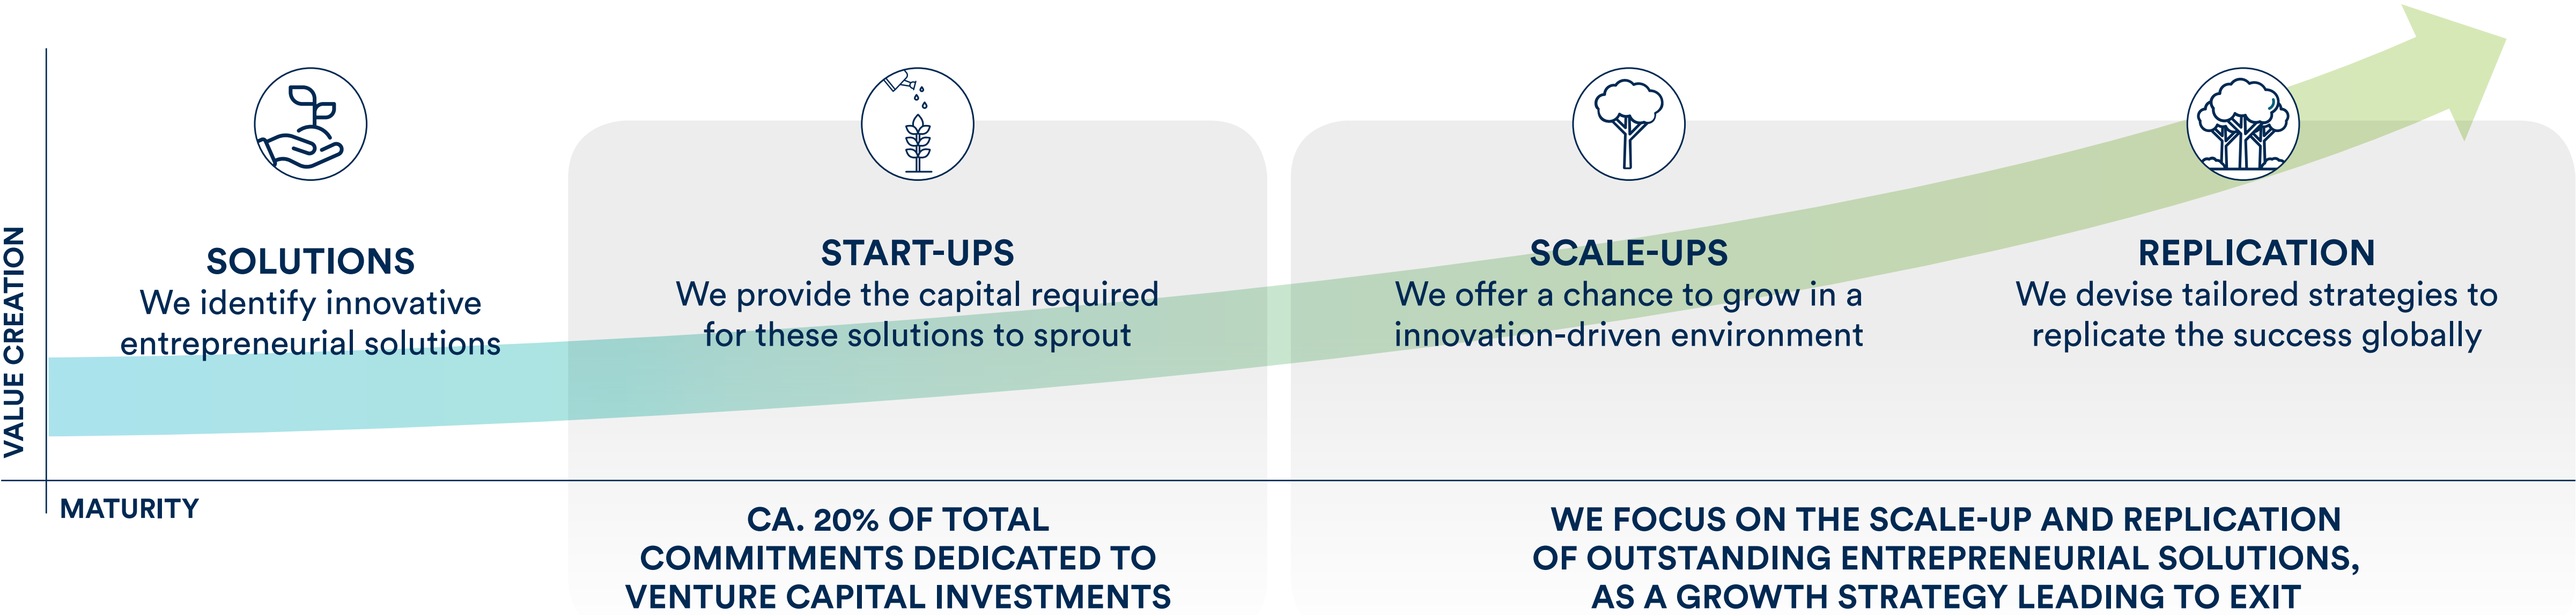 VALUE CREATION
SOLUTIONS
We identify innovative
entrepreneurial solutions
START-UPS
We provide the capital required
for these solutions to sprout
SCALE-UPS
We offer a chance to grow in a
innovation-driven environment
REPLICATION
We devise tailored strategies to
replicate the success globally
MATURITY
CA. 20% OF TOTAL
COMMITMENTS DEDICATED TO
VENTURE CAPITAL INVESTMENTS
WE FOCUS ON THE SCALE-UP AND REPLICATION
OF OUTSTANDING ENTREPRENEURIAL SOLUTIONS,
AS A GROWTH STRATEGY LEADING TO EXIT